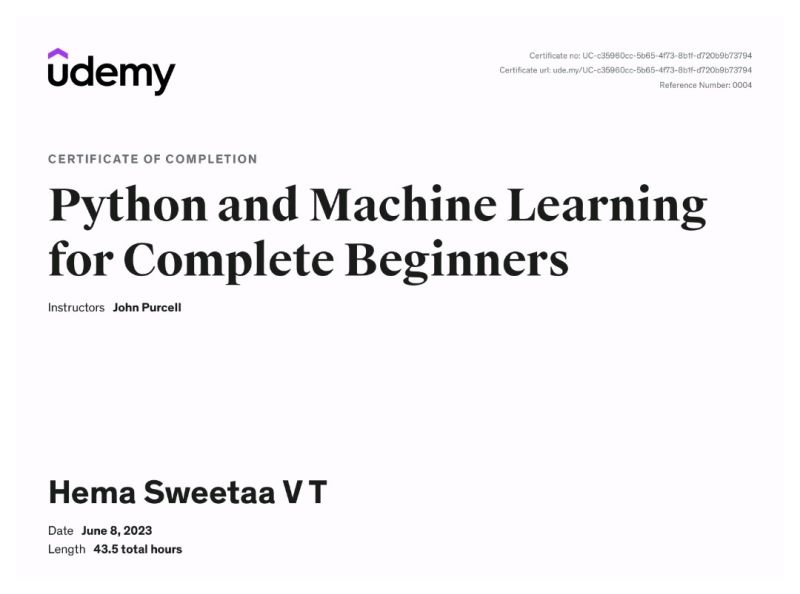 udemy
Certificate no: UC-c35960cc-5b65-4f73-8b1f-d720b9b73794
Certificate url: ude.my/UC-c35960cc-5b65-4f73-8b1f-d720b9b73794
Reference Number: 0004
CERTIFICATE OF COMPLETION
Python and Machine Learning
for Complete Beginners
Instructors John Purcell
Hema Sweetaa V T
Date June 8, 2023
Length 43.5 total hours